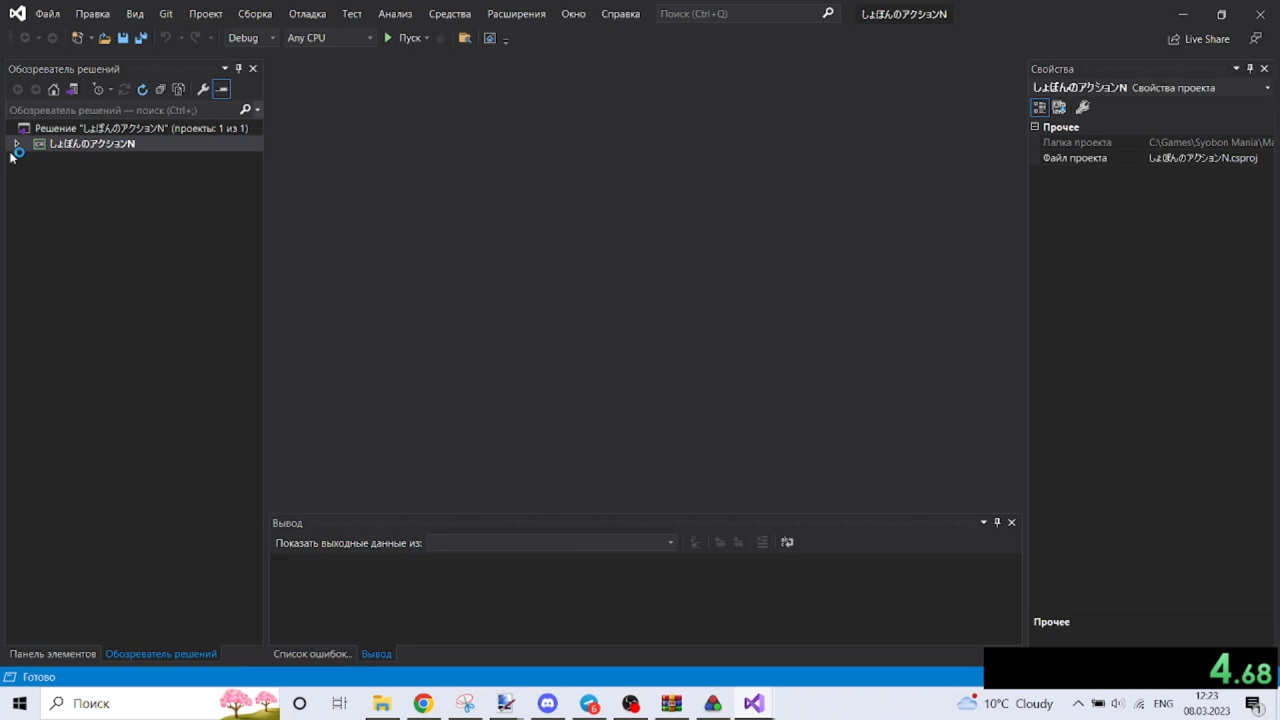 Файл Правка Вид Git Проект Сборка Отладка Тест Анализ Средства Расширения Окно Справка Поиск (Ctrl+Q) しょぼんのアクションN
Debug Any CPU Пуск Live Share
Обозреватель решений
Обозреватель решений — поиск (Ctrl+;)
Решение "しょぼんのアクションN" (проекты: 1 из 1)
C# しょぼんのアクションN
Свойства
しょぼんのアクションN Свойства проекта
Прочее
Папка проекта C:\Games\Syobon Mania\Ma
Файл проекта しょぼんのアクションN.csproj
Вывод
Показать выходные данные из:
Прочее
Панель элементов Обозреватель решений Список ошибок... Вывод
Готово
4.68
Поиск 6 10°C Cloudy ENG 12:23
08.03.2023 1